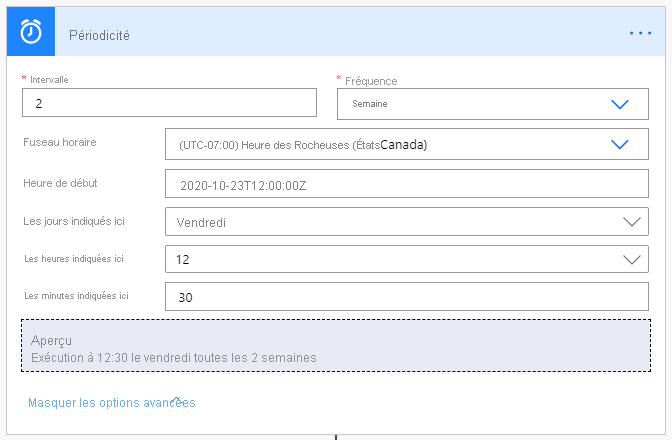 Périodicité
* Intervalle
* Fréquence
2
Semaine
Fuseau horaire
(UTC-07:00) Heure des Rocheuses (ÉtatsCanada)
Heure de début
2020-10-23T12:00:00Z
Les jours indiqués ici
Vendredi
Les heures indiquées ici
12
Les minutes indiquées ici
30
Aperçu
Exécution à 12:30 le vendredi toutes les 2 semaines
Masquer les options avancées